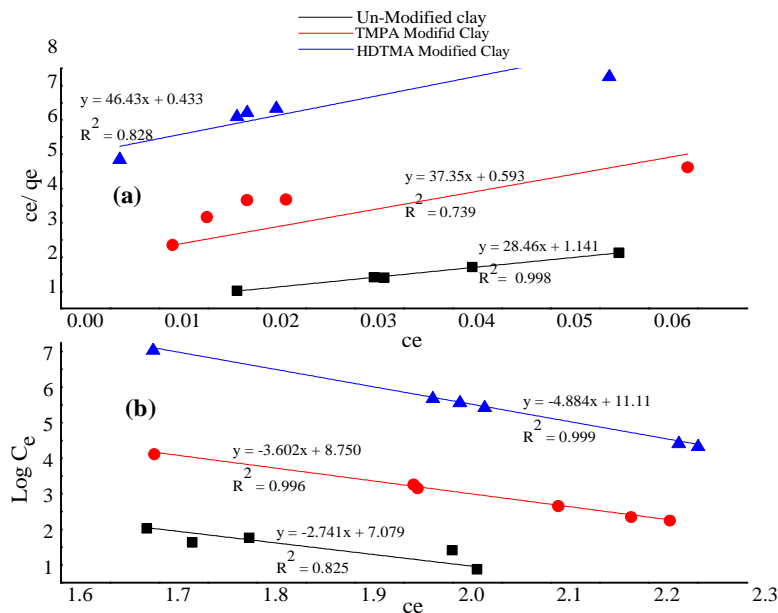 Un-Modified clay
TMPA Modifid Clay
HDTMA Modified Clay
8
7
6
5
4
3
2
1
ce/ qe
y = 46.43x + 0.433
R² = 0.828
(a)
y = 37.35x + 0.593
R² = 0.739
y = 28.46x + 1.141
R² = 0.998
0.00 0.01 0.02 0.03 0.04 0.05 0.06
ce
7
6
5
4
3
2
1
Log Ce
(b)
y = -4.884x + 11.11
R² = 0.999
y = -3.602x + 8.750
R² = 0.996
y = -2.741x + 7.079
R² = 0.825
1.6 1.7 1.8 1.9 2.0 2.1 2.2 2.3
ce